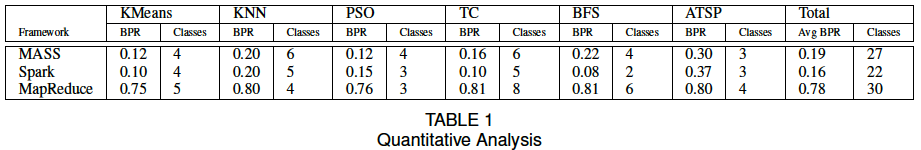 KMeans KNN PSO TC BFS ATSP Total
Framework BPR Classes BPR Classes BPR Classes BPR Classes BPR Classes BPR Classes Avg BPR Classes
MASS 0.12 4 0.20 6 0.12 4 0.16 6 0.22 4 0.30 3 0.19 27
Spark 0.10 4 0.20 5 0.15 3 0.10 5 0.08 2 0.37 3 0.16 22
MapReduce 0.75 5 0.80 4 0.76 3 0.81 8 0.81 6 0.80 4 0.78 30
TABLE 1
Quantitative Analysis